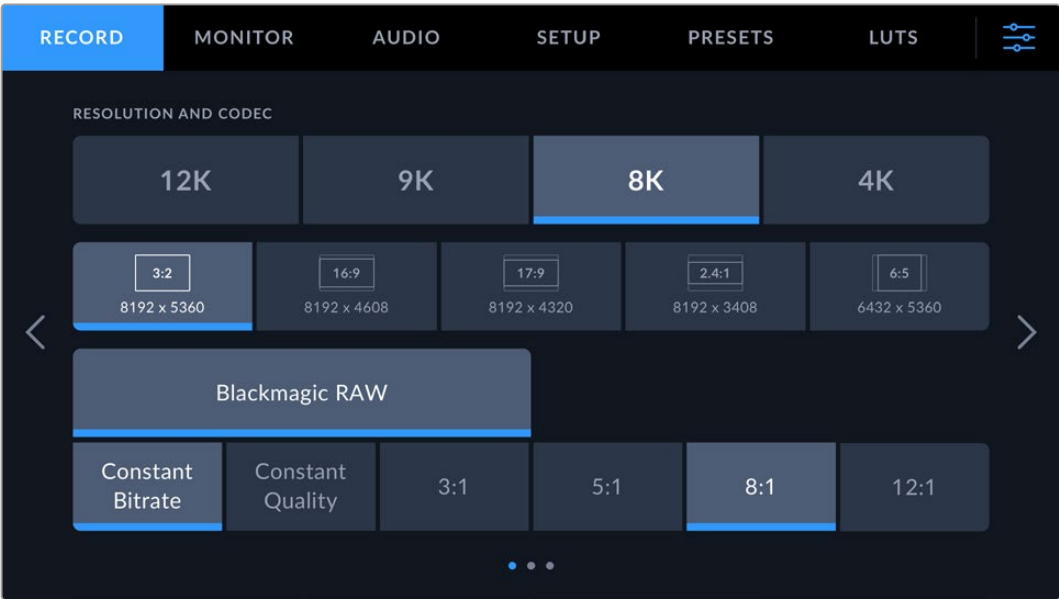 RECORD MONITOR AUDIO SETUP PRESETS LUTS
RESOLUTION AND CODEC
12K 9K 8K 4K
3:2 16:9 17:9 2.4:1 6:5
8192 x 5360 8192 x 4608 8192 x 4320 8192 x 3408 6432 x 5360
Blackmagic RAW
Constant Bitrate Constant Quality 3:1 5:1 8:1 12:1